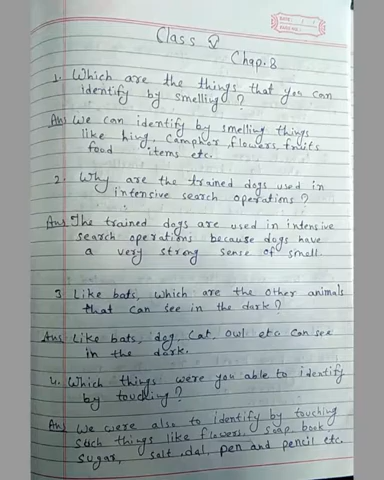 DATE: / /
PAGE NO.:
Class V
Chap. 8
1. Which are the things that you can
identify by smelling ?
Ans We can identify by smelling things
like hing, camphor, flowers, fruits
food items etc.
2. Why are the trained dogs used in
intensive search operations ?
Ans The trained dogs are used in intensive
search operations because dogs have
a very strong sense of smell.
3 Like bats, which are the other animals
that can see in the dark ?
Ans Like bats, dog, cat, owl etc can see
in the dark.
4. Which things were you able to identify
by touching ?
Ans We were also to identify by touching
such things like flowers, soap book,
sugar, salt, dal, pen and pencil etc.